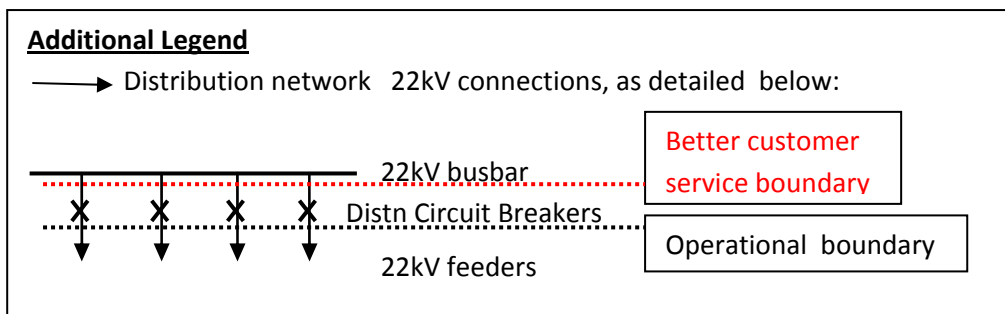 Additional Legend
Distribution network 22kV connections, as detailed below:
22kV busbar
Better customer
service boundary
Distn Circuit Breakers
Operational boundary
22kV feeders